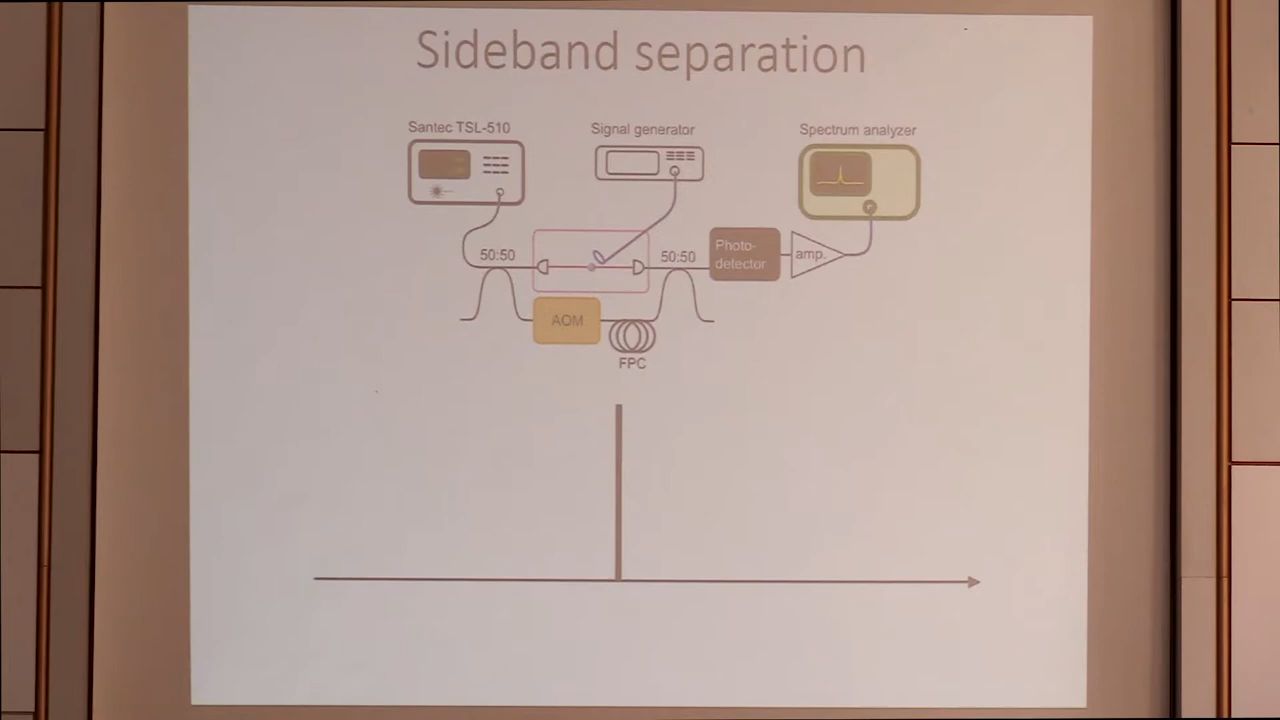 Sideband separation
Santec TSL-510
Signal generator
Spectrum analyzer
50:50
50:50
Photo-
detector
amp.
AOM
FPC